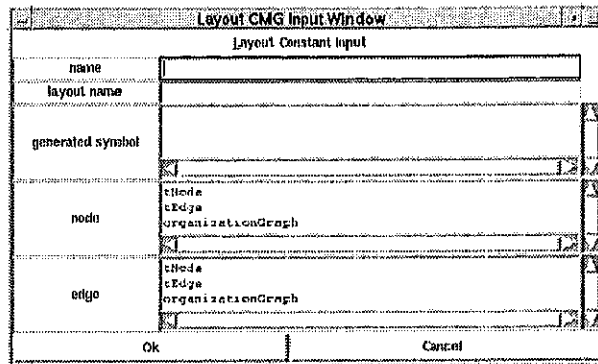 Layout CMG Input Window
Layout Constant Input
name
layout name
generated symbol
node
tNode
tEdge
organizationGraph
edge
tNode
tEdge
organizationGraph
Ok
Cancel